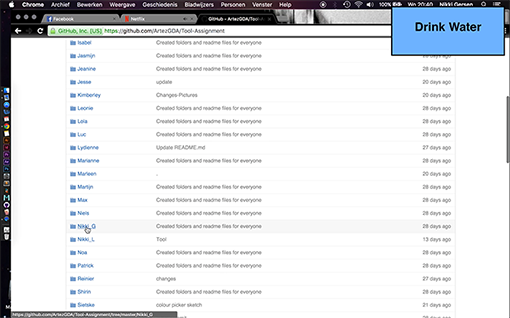 Chrome Archief Bewerken Weergave Geschiedenis Bladwijzers Personen Venster 100%
Drink Water
Facebook Netflix GitHub - ArtezGDA/Tool-As
GitHub, Inc. [US] https://github.com/ArtezGDA/Tool-Assignment
Isabel Created folders and readme files for everyone 28 days ago
Jasmijn Created folders and readme files for everyone 28 days ago
Jeanine Created folders and readme files for everyone 28 days ago
Jesse update 20 days ago
Kimberley Changes-Pictures 20 days ago
Leonie Created folders and readme files for everyone 28 days ago
Lola Created folders and readme files for everyone 28 days ago
Luc Created folders and readme files for everyone 28 days ago
Lydienne Update README.md 27 days ago
Marianne Created folders and readme files for everyone 28 days ago
Marleen . 20 days ago
Martijn Created folders and readme files for everyone 28 days ago
Max Created folders and readme files for everyone 28 days ago
Niels Created folders and readme files for everyone 28 days ago
Nikki_G Created folders and readme files for everyone 28 days ago
Nikki_L Tool 13 days ago
Noa Created folders and readme files for everyone 28 days ago
Patrick Created folders and readme files for everyone 28 days ago
Reinier changes 27 days ago
Shirin Created folders and readme files for everyone 28 days ago
Sietske colour picker sketch 21 days ago
https://github.com/ArtezGDA/Tool-Assignment/tree/master/Nikki_G